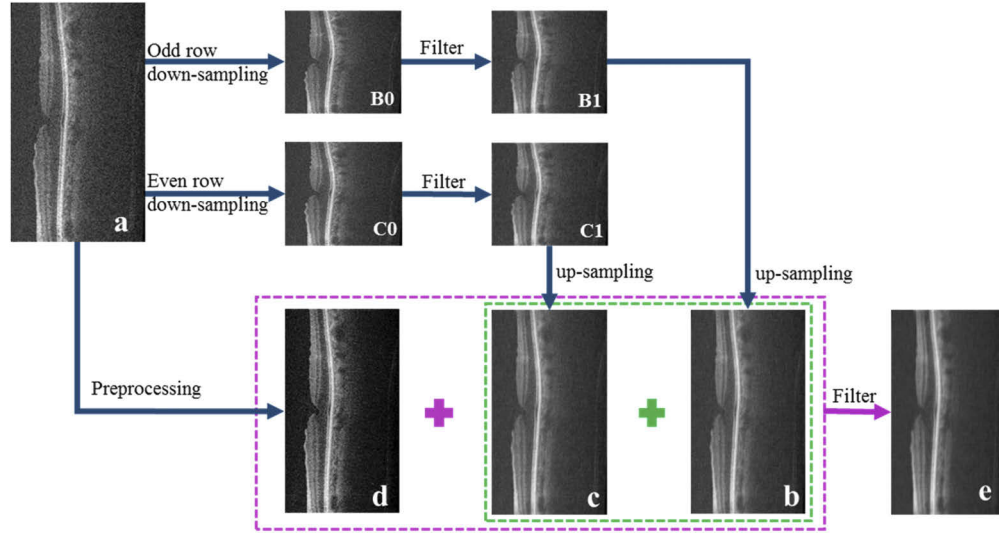 Odd row
down-sampling
B0
Filter
B1
a
Even row
down-sampling
C0
Filter
C1
up-sampling
up-sampling
Preprocessing
d
c
b
Filter
e